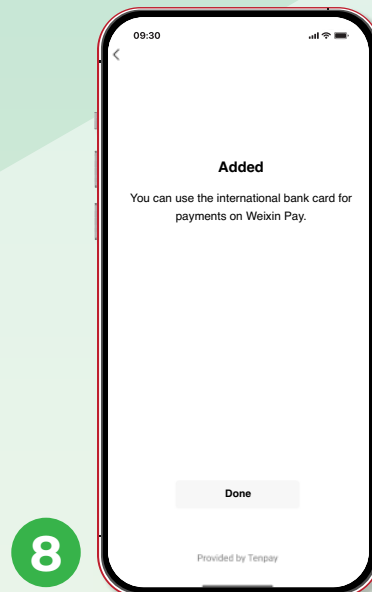 09:30
Added
You can use the international bank card for
payments on Weixin Pay.
Done
8
Provided by Tenpay